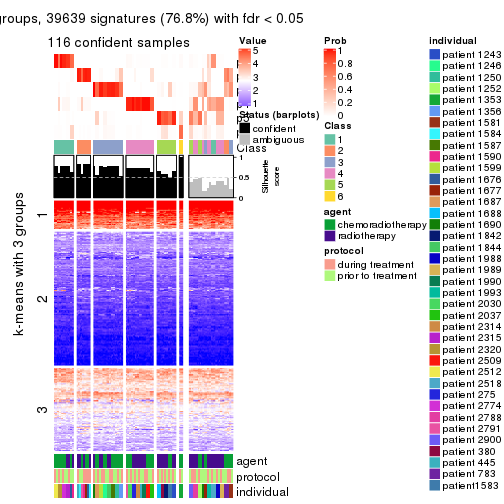 groups, 39639 signatures (76.8%) with fdr < 0.05
116 confident samples
k-means with 3 groups
1
2
3
Class
1
0.5
0
Silhouette
score
agent
protocol
individual
Value
5
4
3
2
1
Status (barplots)
confident
ambiguous
Prob
1
0.8
0.6
0.4
0.2
0
Class
1
2
3
4
5
6
agent
chemoradiotherapy
radiotherapy
protocol
during treatment
prior to treatment
individual
patient 1243
patient 1246
patient 1250
patient 1252
patient 1353
patient 1356
patient 1581
patient 1584
patient 1587
patient 1590
patient 1599
patient 1676
patient 1677
patient 1687
patient 1688
patient 1690
patient 1842
patient 1844
patient 1988
patient 1989
patient 1990
patient 1993
patient 2030
patient 2037
patient 2314
patient 2315
patient 2320
patient 2509
patient 2512
patient 2518
patient 275
patient 2774
patient 2788
patient 2791
patient 2900
patient 380
patient 445
patient 783
patient1583